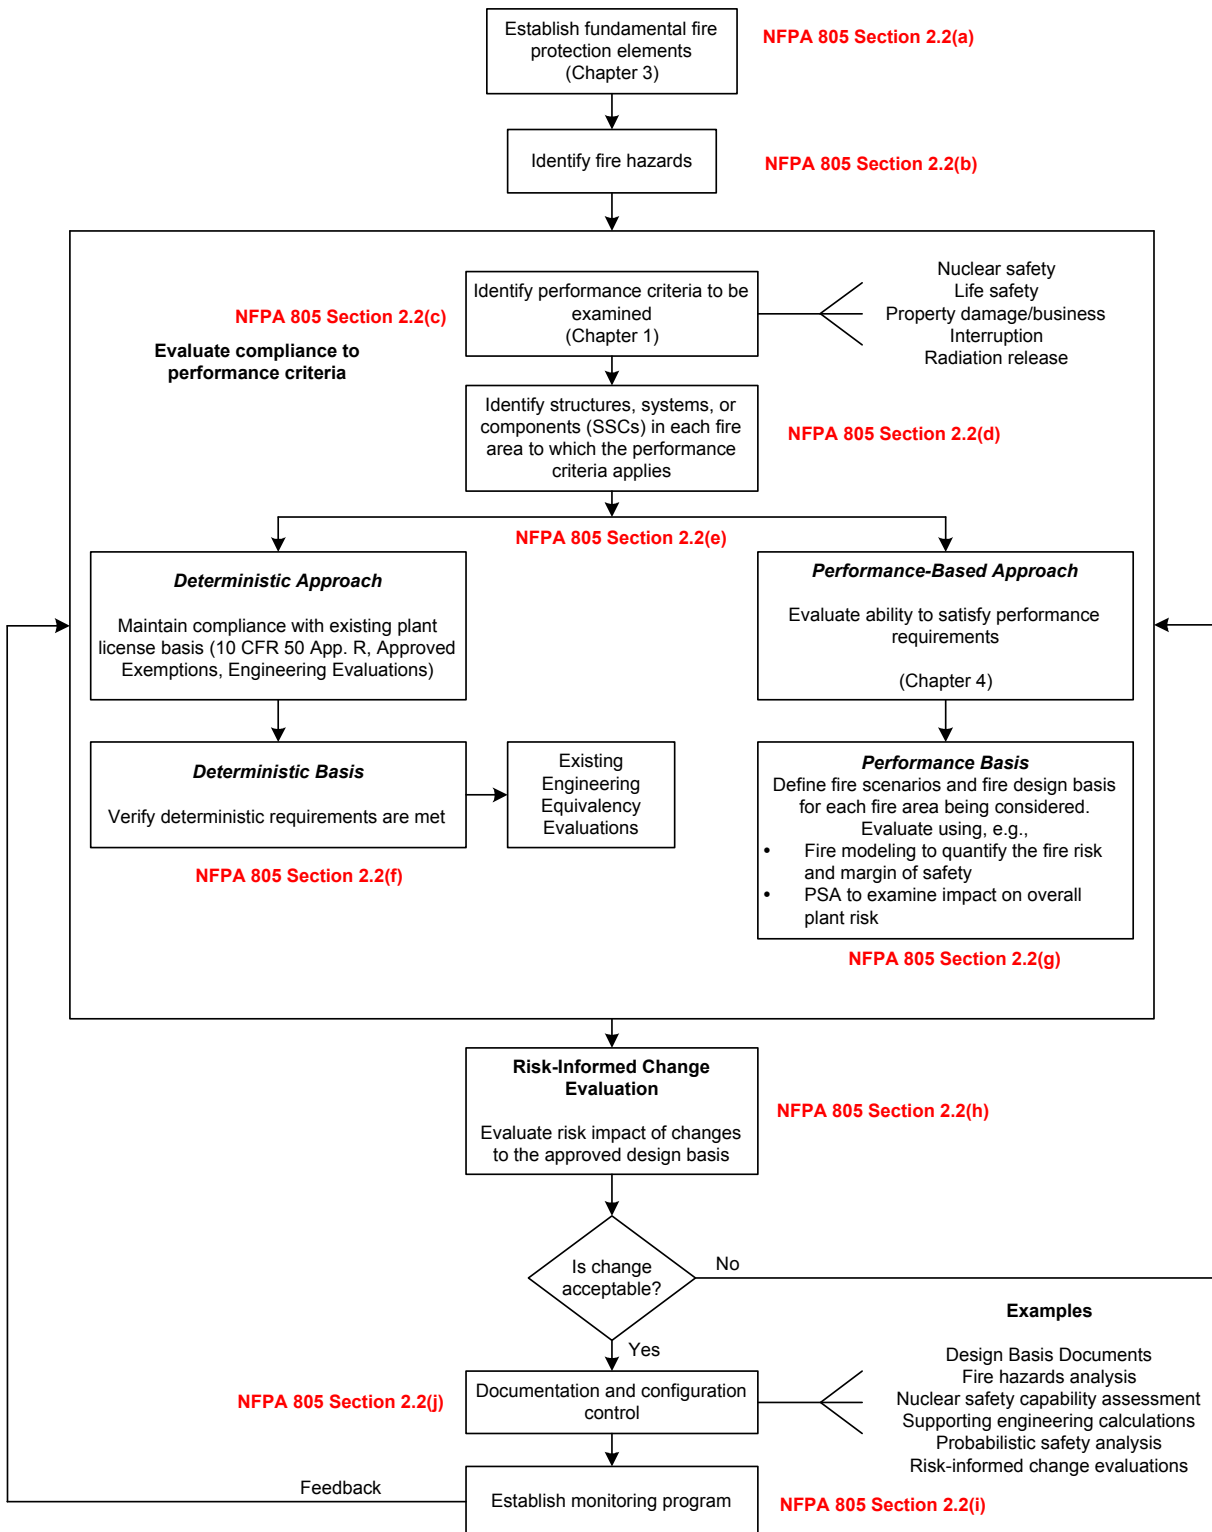 Establish fundamental fire
protection elements
(Chapter 3)
NFPA 805 Section 2.2(a)
Identify fire hazards
NFPA 805 Section 2.2(b)
Identify performance criteria to be
examined
(Chapter 1)
NFPA 805 Section 2.2(c)
Nuclear safety
Life safety
Property damage/business
Interruption
Radiation release
Evaluate compliance to
performance criteria
Identify structures, systems, or
components (SSCs) in each fire
area to which the performance
criteria applies
NFPA 805 Section 2.2(d)
NFPA 805 Section 2.2(e)
Deterministic Approach
Maintain compliance with existing plant
license basis (10 CFR 50 App. R, Approved
Exemptions, Engineering Evaluations)
Performance-Based Approach
Evaluate ability to satisfy performance
requirements
(Chapter 4)
Deterministic Basis
Verify deterministic requirements are met
Existing
Engineering
Equivalency
Evaluations
NFPA 805 Section 2.2(f)
Performance Basis
Define fire scenarios and fire design basis
for each fire area being considered.
Evaluate using, e.g.,
• Fire modeling to quantify the fire risk
and margin of safety
• PSA to examine impact on overall
plant risk
NFPA 805 Section 2.2(g)
Risk-Informed Change
Evaluation
Evaluate risk impact of changes
to the approved design basis
NFPA 805 Section 2.2(h)
Is change
acceptable?
No
Yes
Examples
Design Basis Documents
Fire hazards analysis
Nuclear safety capability assessment
Supporting engineering calculations
Probabilistic safety analysis
Risk-informed change evaluations
NFPA 805 Section 2.2(j)
Documentation and configuration
control
Feedback
Establish monitoring program
NFPA 805 Section 2.2(i)